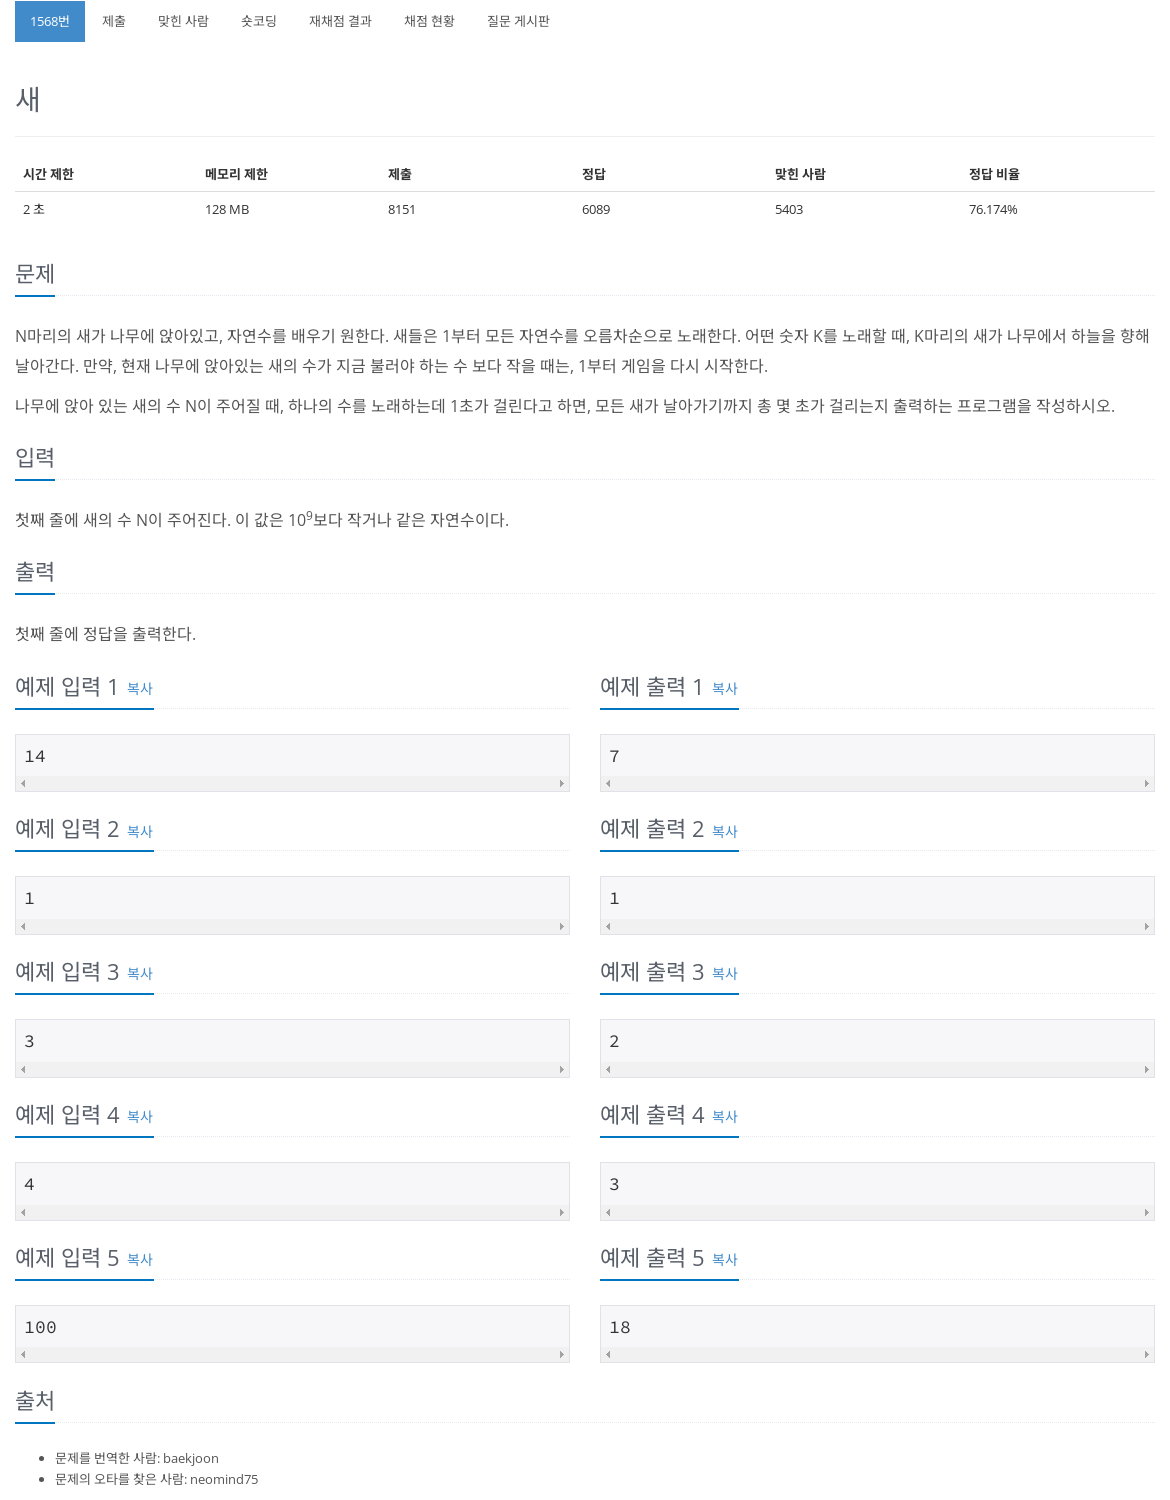 1568번 제출 맞힌 사람 숏코딩 재채점 결과 채점 현황 질문 게시판
새
시간 제한 메모리 제한 제출 정답 맞힌 사람 정답 비율
2 초 128 MB 8151 6089 5403 76.174%
문제
N마리의 새가 나무에 앉아있고, 자연수를 배우기 원한다. 새들은 1부터 모든 자연수를 오름차순으로 노래한다. 어떤 숫자 K를 노래할 때, K마리의 새가 나무에서 하늘을 향해
날아간다. 만약, 현재 나무에 앉아있는 새의 수가 지금 불러야 하는 수 보다 작을 때는, 1부터 게임을 다시 시작한다.
나무에 앉아 있는 새의 수 N이 주어질 때, 하나의 수를 노래하는데 1초가 걸린다고 하면, 모든 새가 날아가기까지 총 몇 초가 걸리는지 출력하는 프로그램을 작성하시오.
입력
첫째 줄에 새의 수 N이 주어진다. 이 값은 10⁹보다 작거나 같은 자연수이다.
출력
첫째 줄에 정답을 출력한다.
예제 입력 1 복사
14
예제 출력 1 복사
7
예제 입력 2 복사
1
예제 출력 2 복사
1
예제 입력 3 복사
3
예제 출력 3 복사
2
예제 입력 4 복사
4
예제 출력 4 복사
3
예제 입력 5 복사
100
예제 출력 5 복사
18
출처
문제를 번역한 사람: baekjoon
문제의 오타를 찾은 사람: neomind75